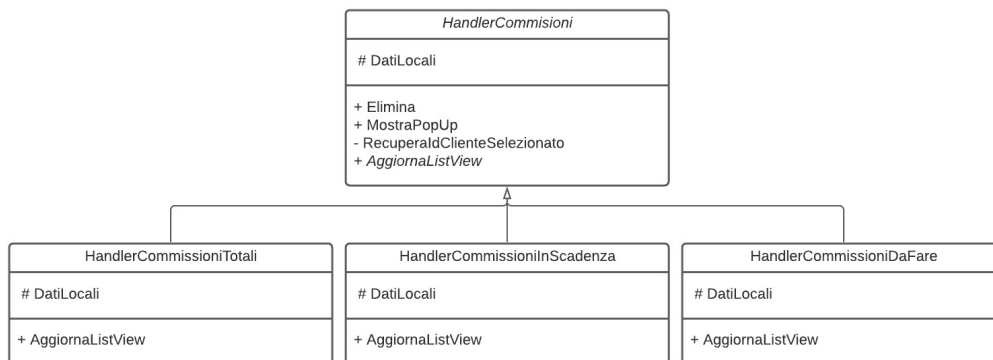 HandlerCommisioni
# DatiLocali
+ Elimina
+ MostraPopUp
- RecuperaIdClienteSelezionato
+ AggiornaListView
HandlerCommissioniTotali
# DatiLocali
+ AggiornaListView
HandlerCommissioniInScadenza
# DatiLocali
+ AggiornaListView
HandlerCommissioniDaFare
# DatiLocali
+ AggiornaListView